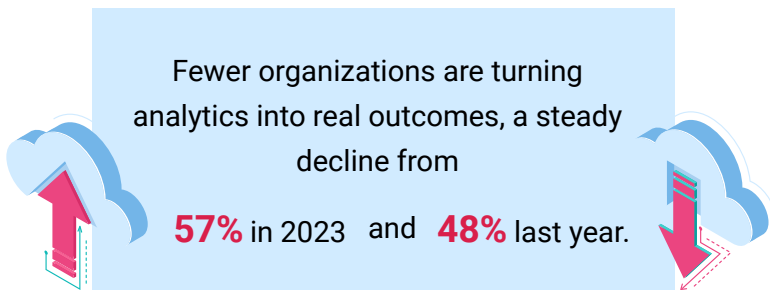 Fewer organizations are turning
analytics into real outcomes, a steady
decline from
57% in 2023 and 48% last year.